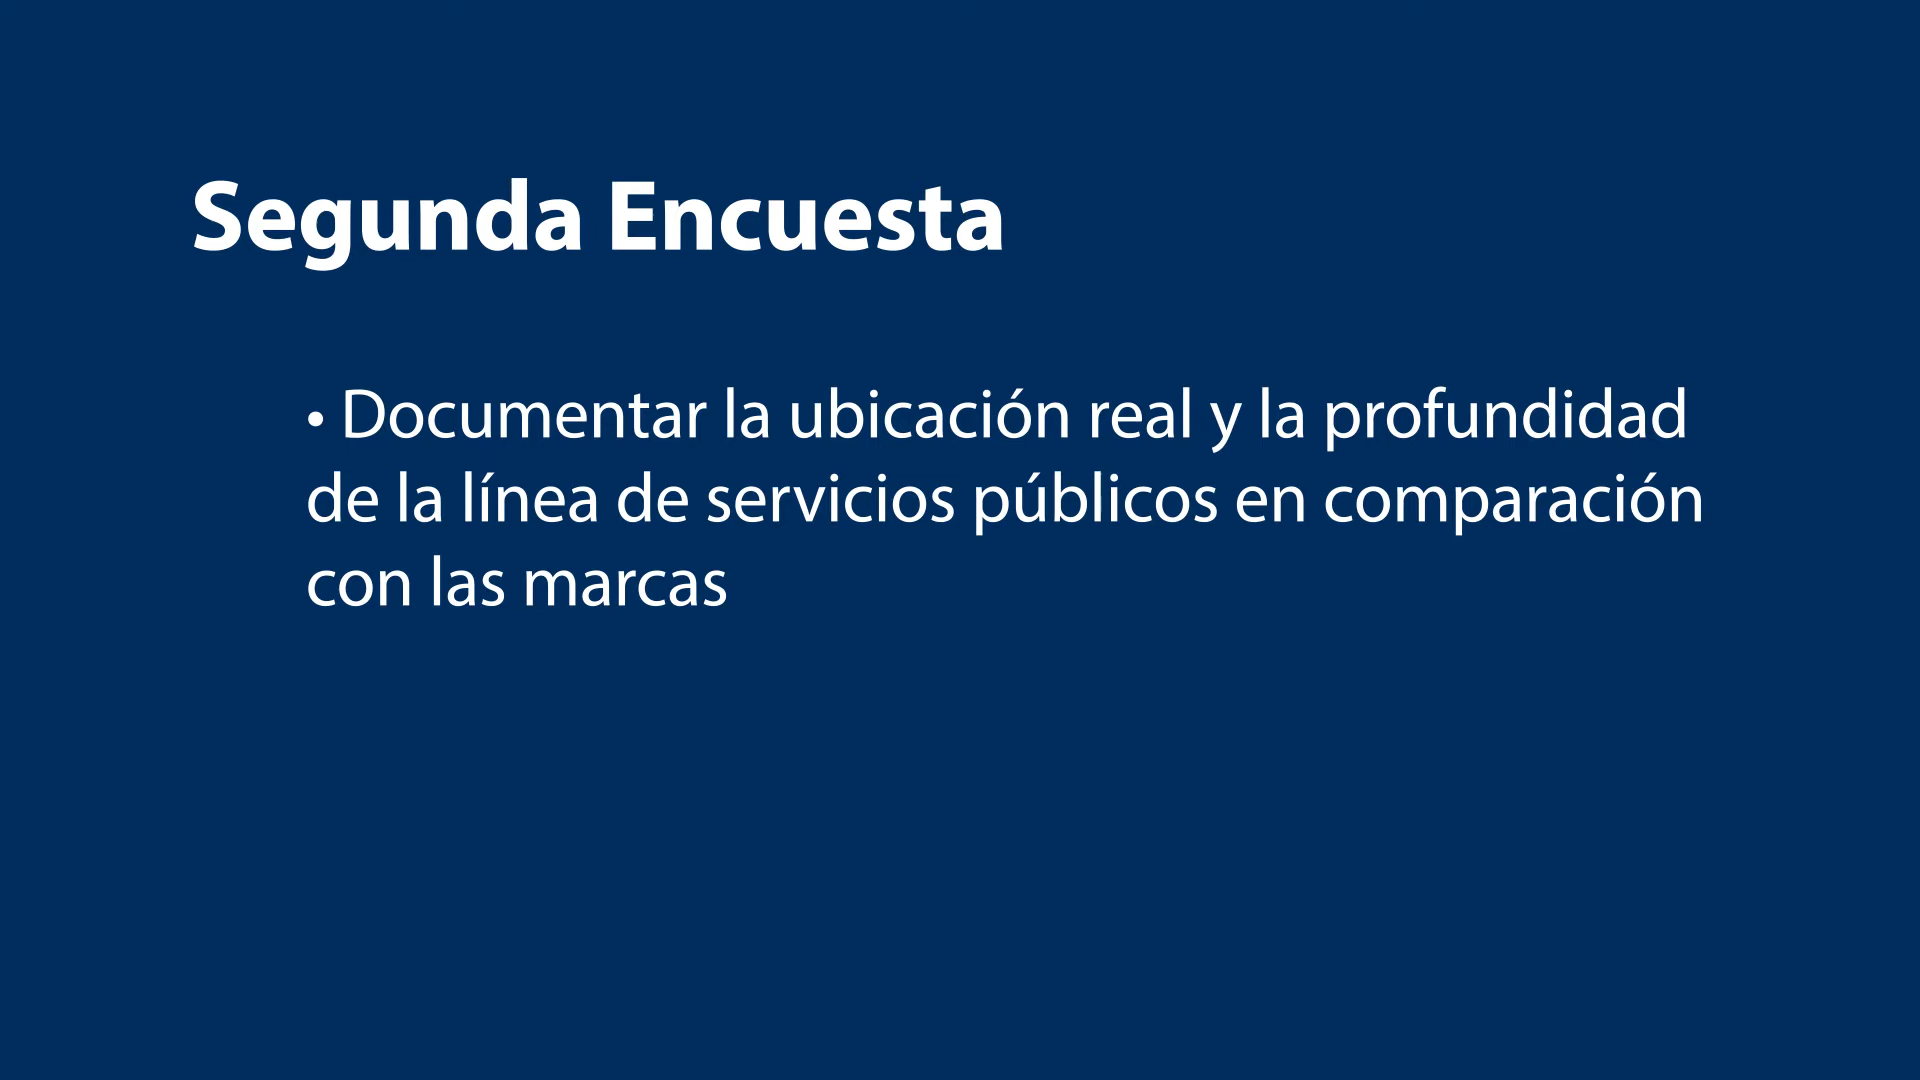 Segunda Encuesta
• Documentar la ubicación real y la profundidad
de la línea de servicios públicos en comparación
con las marcas